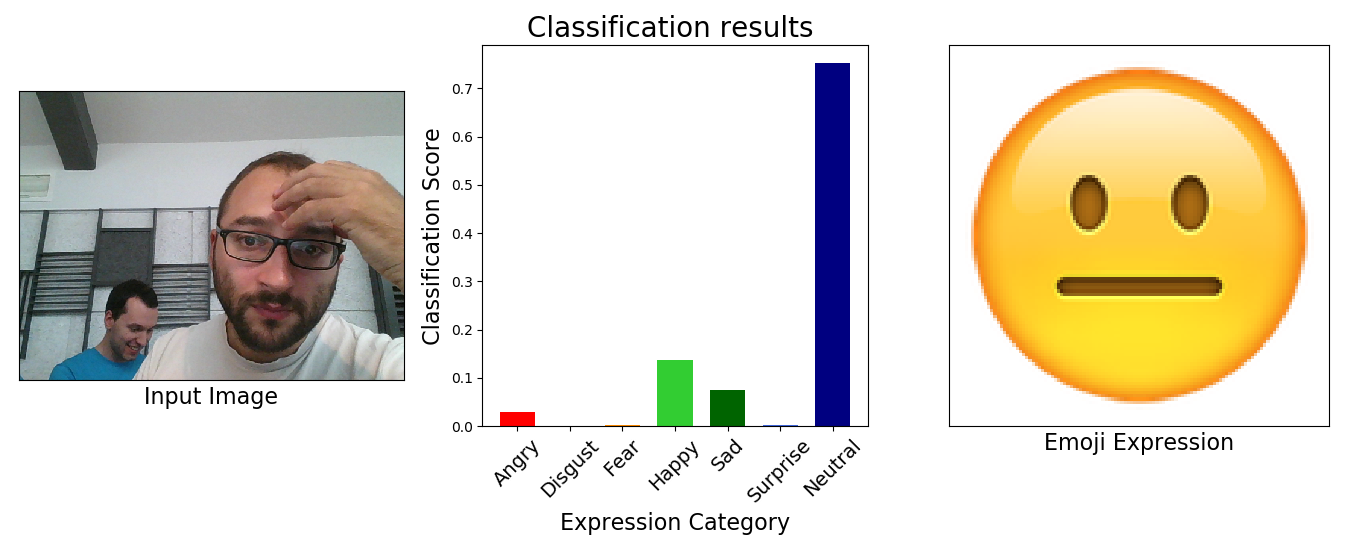 Input Image
Classification results
Classification Score
0.7
0.6
0.5
0.4
0.3
0.2
0.1
0.0
Angry
Disgust
Fear
Happy
Sad
Surprise
Neutral
Expression Category
Emoji Expression